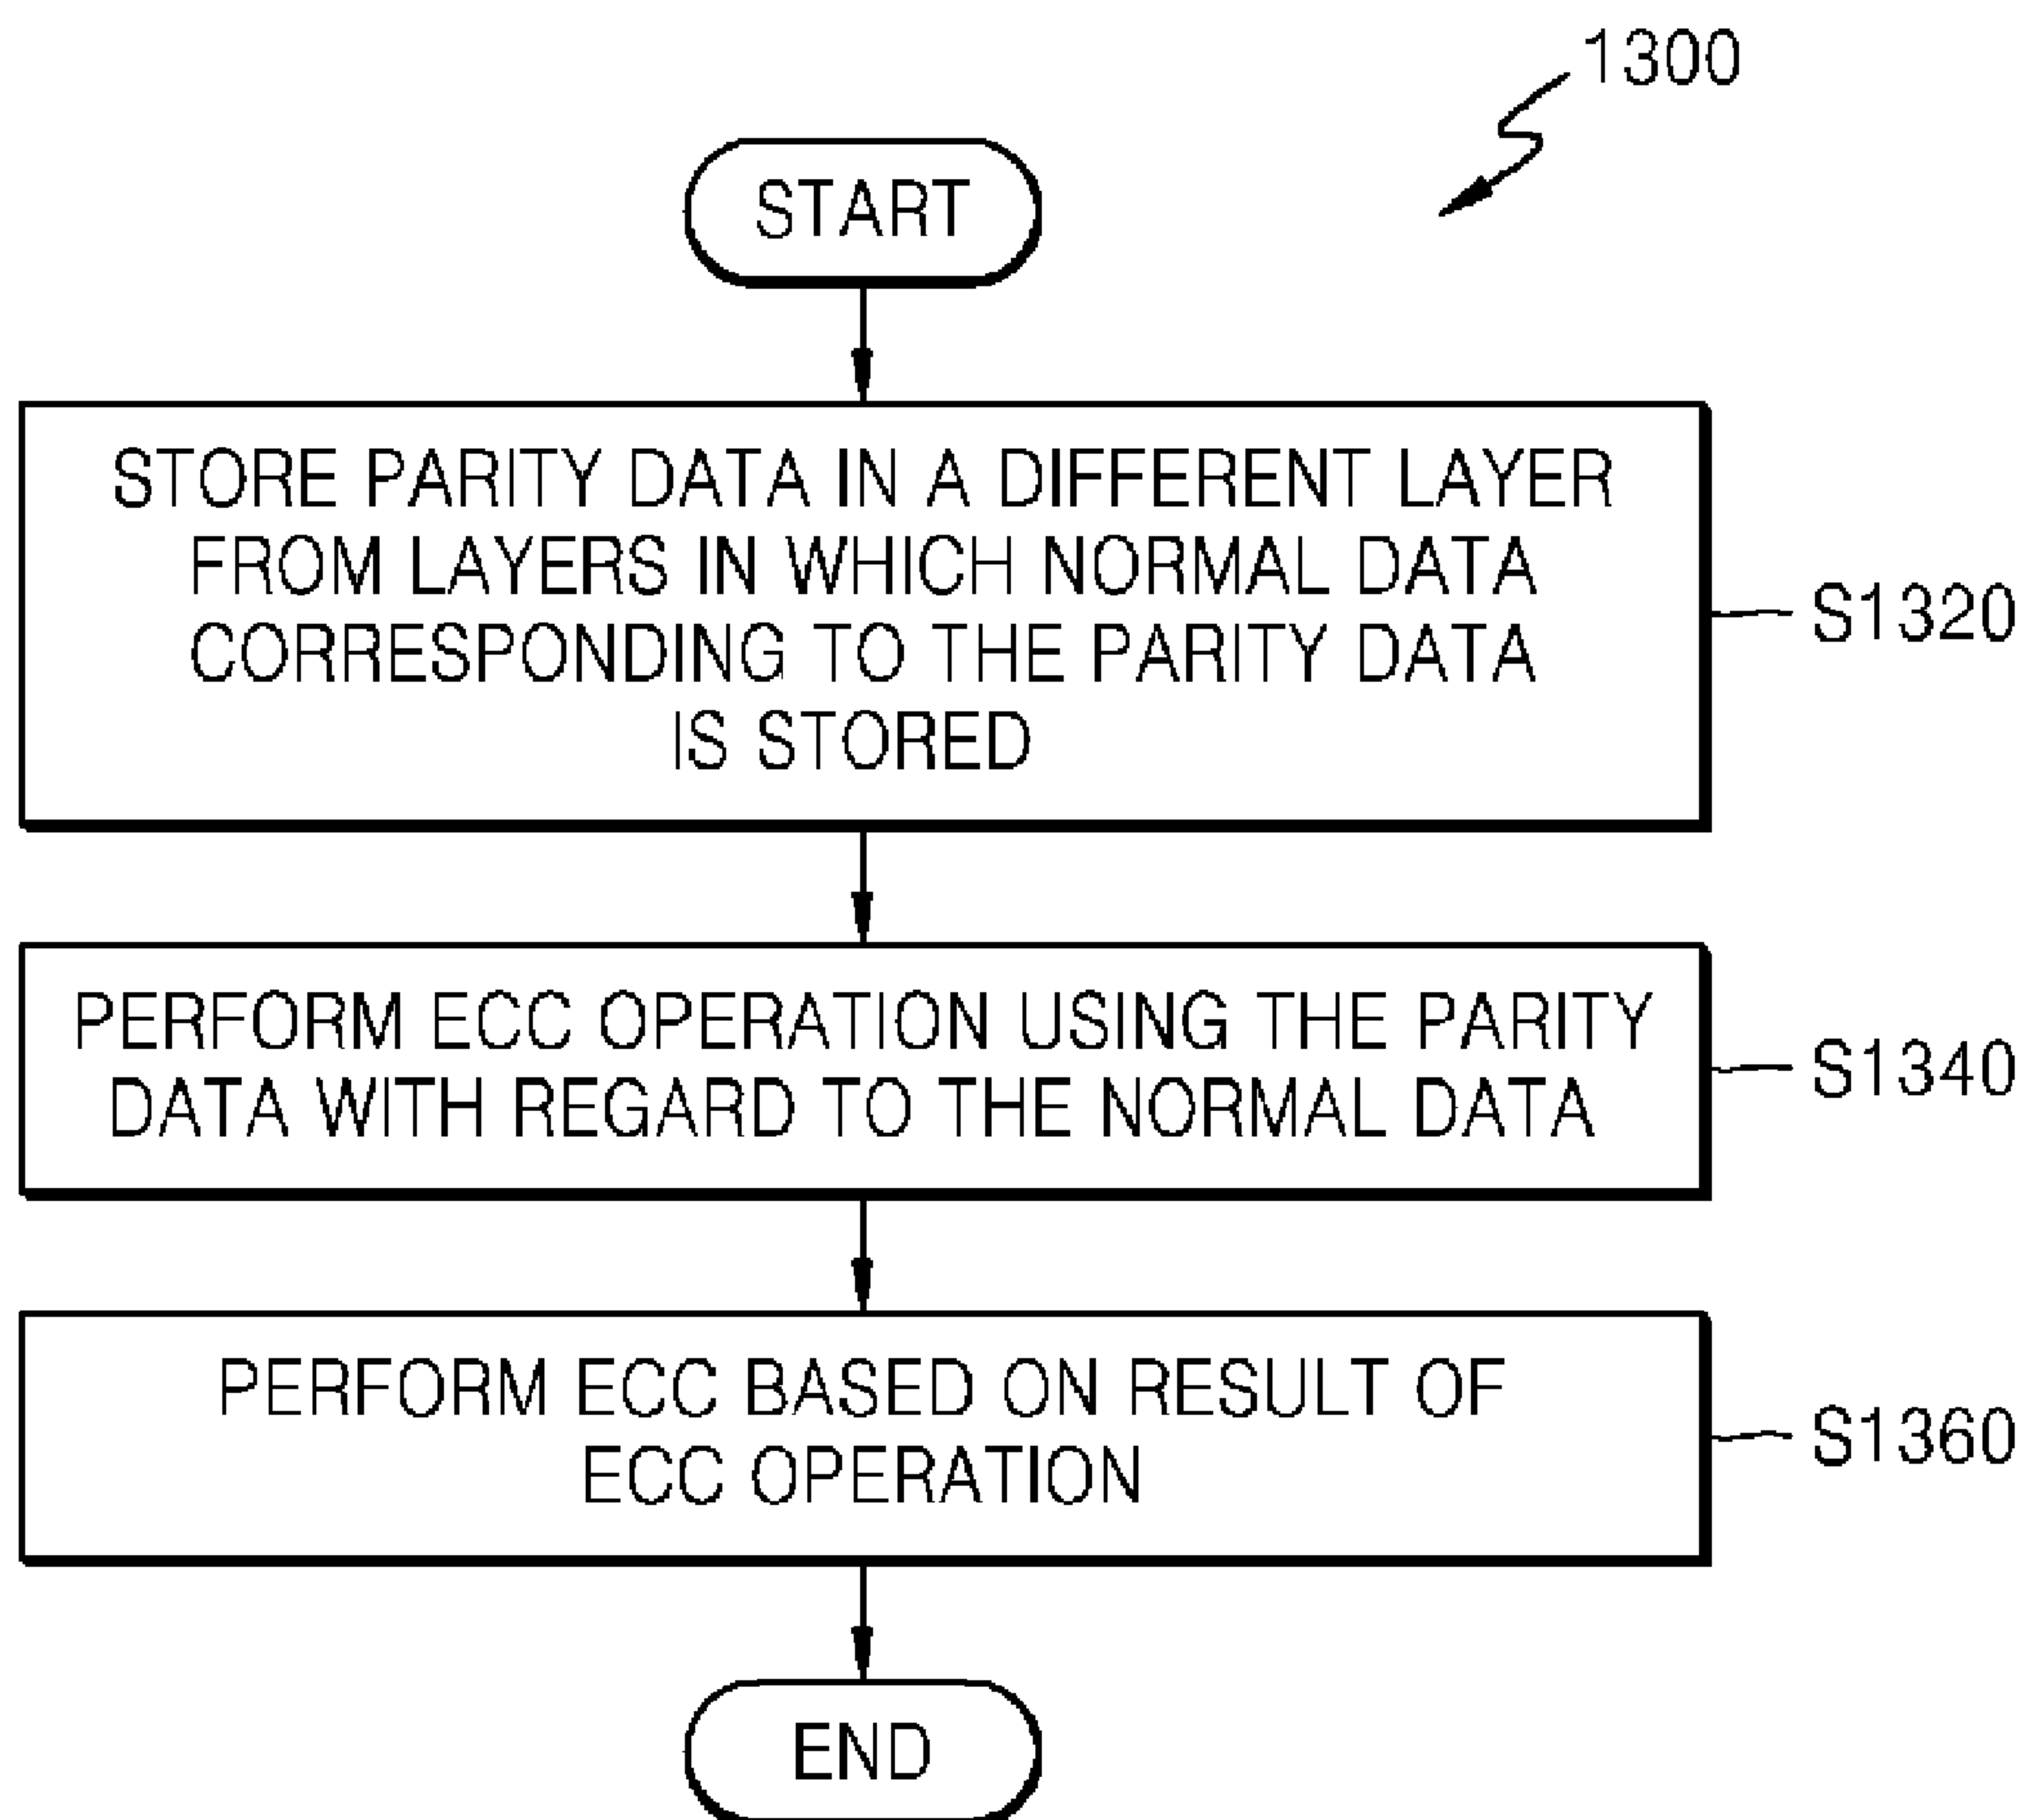 1300
START
STORE PARITY DATA IN A DIFFERENT LAYER
FROM LAYERS IN WHICH NORMAL DATA
CORRESPONDING TO THE PARITY DATA
IS STORED
S1320
PERFORM ECC OPERATION USING THE PARITY
DATA WITH REGARD TO THE NORMAL DATA
S1340
PERFORM ECC BASED ON RESULT OF
ECC OPERATION
S1360
END